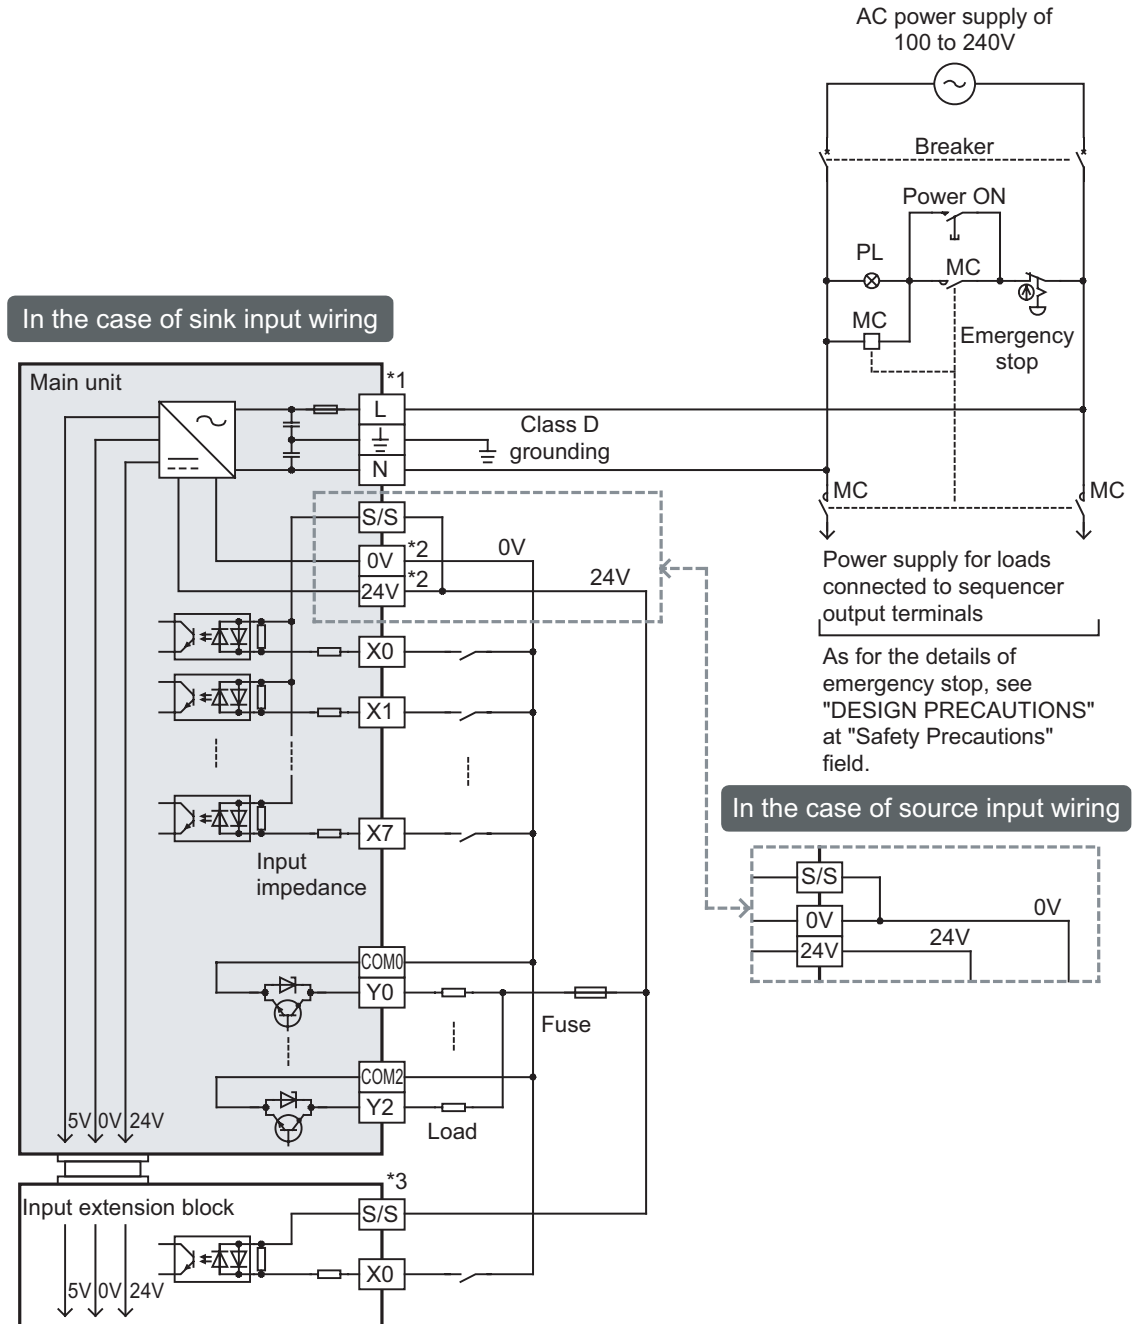 AC power supply of
100 to 240V
Breaker
Power ON
PL
MC
MC
Emergency
stop
In the case of sink input wiring
Main unit
*1
L
Class D
grounding
N
MC
MC
S/S
0V
*2
0V
24V
*2
24V
Power supply for loads
connected to sequencer
output terminals
X0
As for the details of
emergency stop, see
"DESIGN PRECAUTIONS"
at "Safety Precautions"
field.
X1
In the case of source input wiring
X7
Input
impedance
S/S
0V
0V
24V
24V
COM0
Y0
Fuse
COM2
Y2
Load
5V 0V 24V
*3
Input extension block
S/S
X0
5V 0V 24V